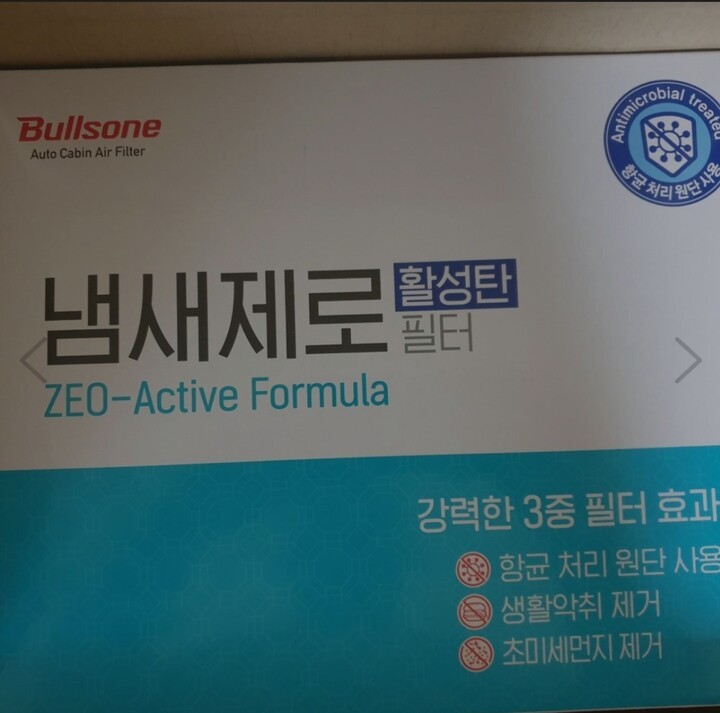 Bullsone
Auto Cabin Air Filter
Antimicrobial treated
항균 처리 원단 사용
냄새제로 활성탄 필터
ZEO-Active Formula
강력한 3중 필터 효과
항균 처리 원단 사용
생활악취 제거
초미세먼지 제거